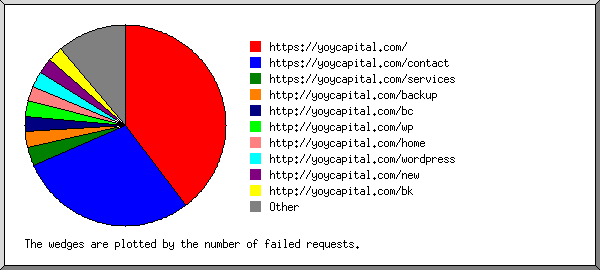 https://yoycapital.com/
https://yoycapital.com/contact
https://yoycapital.com/services
http://yoycapital.com/backup
http://yoycapital.com/bc
http://yoycapital.com/wp
http://yoycapital.com/home
http://yoycapital.com/wordpress
http://yoycapital.com/new
http://yoycapital.com/bk
Other
The wedges are plotted by the number of failed requests.